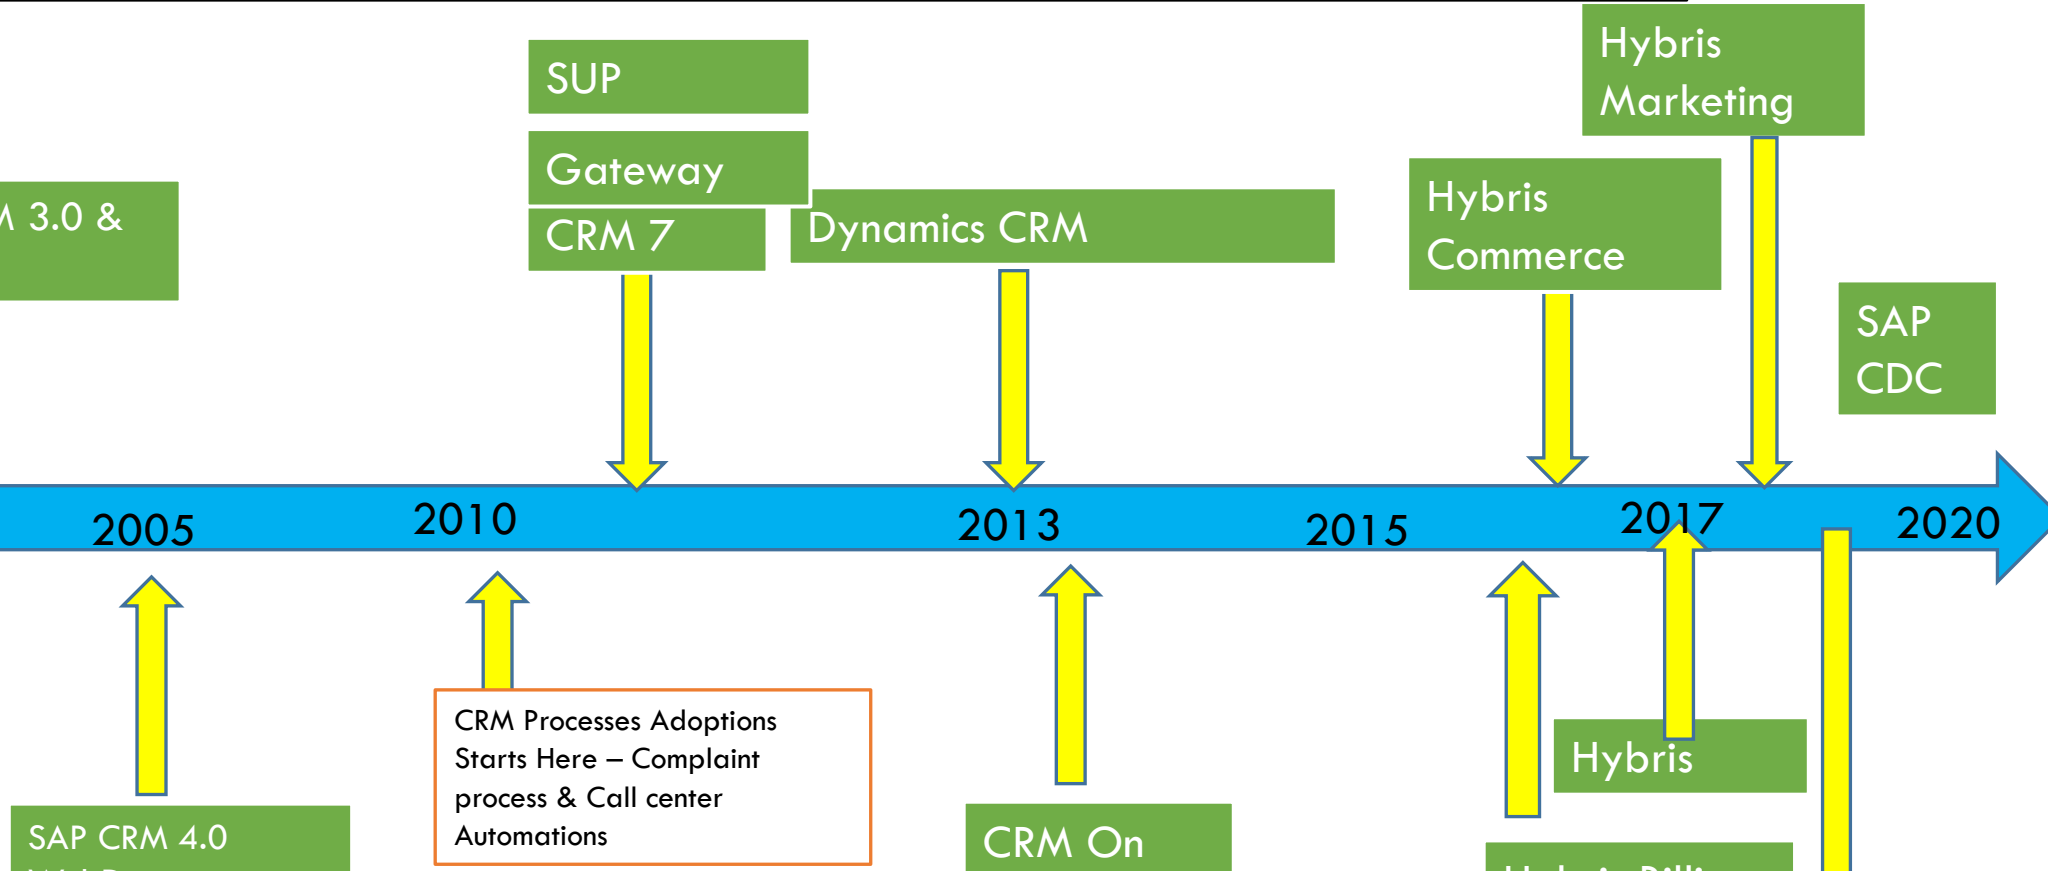 SUP
Gateway
CRM 7
Dynamics CRM
Hybris
Marketing
Hybris
Commerce
3.0 &
SAP
CDC
2005
2010
2013
2015
2017
2020
CRM Processes Adoptions
Starts Here – Complaint
process & Call center
Automations
SAP CRM 4.0
CRM On
Hybris